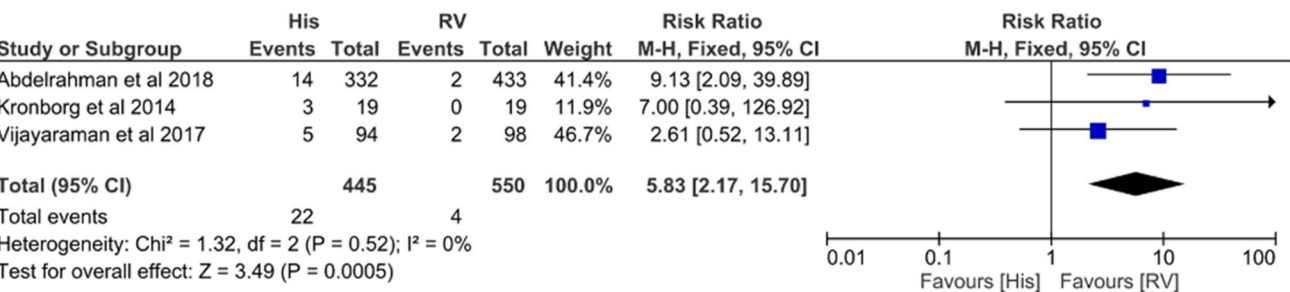 His RV Risk Ratio Risk Ratio
Study or Subgroup Events Total Events Total Weight M-H, Fixed, 95% CI M-H, Fixed, 95% CI
Abdelrahman et al 2018 14 332 2 433 41.4% 9.13 [2.09, 39.89]
Kronborg et al 2014 3 19 0 19 11.9% 7.00 [0.39, 126.92]
Vijayaraman et al 2017 5 94 2 98 46.7% 2.61 [0.52, 13.11]
Total (95% CI) 445 550 100.0% 5.83 [2.17, 15.70]
Total events 22 4
Heterogeneity: Chi² = 1.32, df = 2 (P = 0.52); I² = 0%
Test for overall effect: Z = 3.49 (P = 0.0005)
0.01 0.1 1 10 100
Favours [His] Favours [RV]